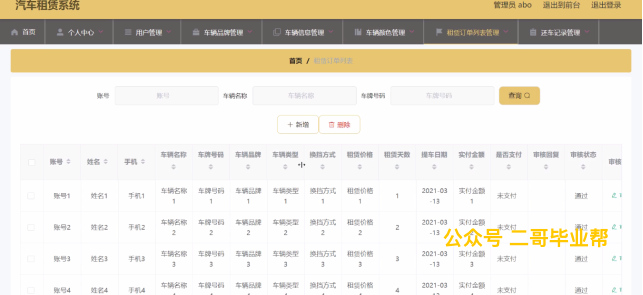 汽车租赁系统 管理员 abo 退出到前台 退出登录
首页 个人中心 用户管理 车辆品牌管理 车辆信息管理 车辆颜色管理 租赁订单列表管理 还车记录管理
首页 / 租赁订单列表
账号 账号 车辆名称 车辆名称 车牌号码 车牌号码 查询
+ 新增 删除
账号 姓名 手机 车辆名称 车牌号码 车辆品牌 车辆类型 换挡方式 租赁价格 租赁天数 提车日期 实付金额 是否支付 审核回复 审核状态 审核
账号1 姓名1 手机1 车辆名称1 车牌号码1 车辆品牌1 车辆类型1 换挡方式1 租赁价格1 1 2021-03-13 实付金额1 未支付 通过
账号2 姓名2 手机2 车辆名称2 车牌号码2 车辆品牌2 车辆类型2 换挡方式2 租赁价格2 2 2021-03-13 实付金额2 未支付 通过
公众号 二哥毕业帮
账号3 姓名3 手机3 车辆名称3 车牌号码3 车辆品牌3 车辆类型3 换挡方式3 租赁价格3 3 2021-03-13 实付金额3 未支付 通过
账号4 姓名4 手机4 车辆名称 车牌号码 车辆品牌 车辆类型 换挡方式 租赁价格 4 2021-03 实付金额 未支付 通过